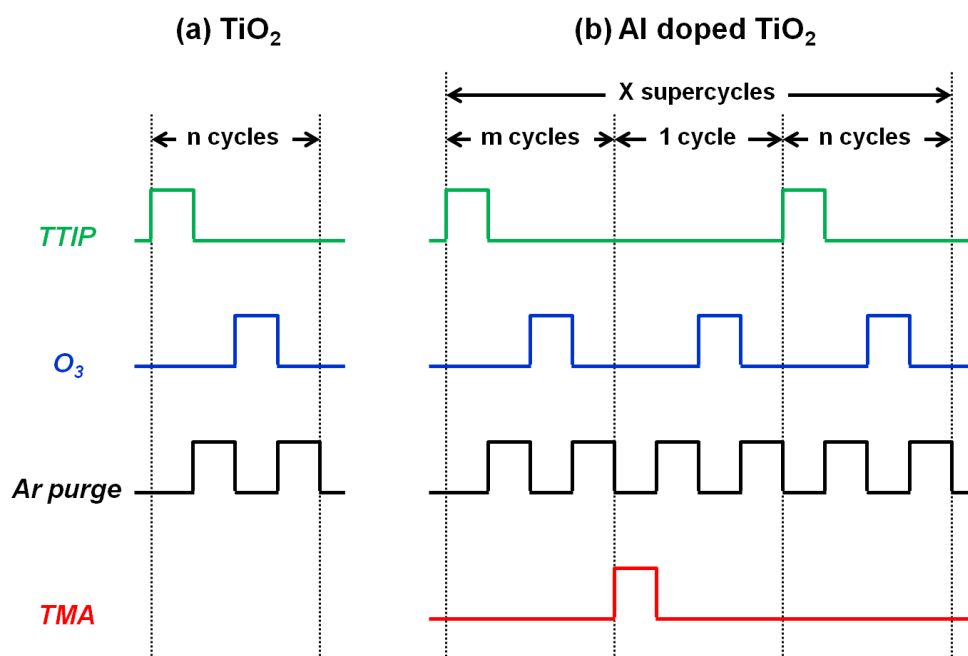 (a) TiO₂
(b) Al doped TiO₂
X supercycles
n cycles
m cycles
1 cycle
n cycles
TTIP
O₃
Ar purge
TMA